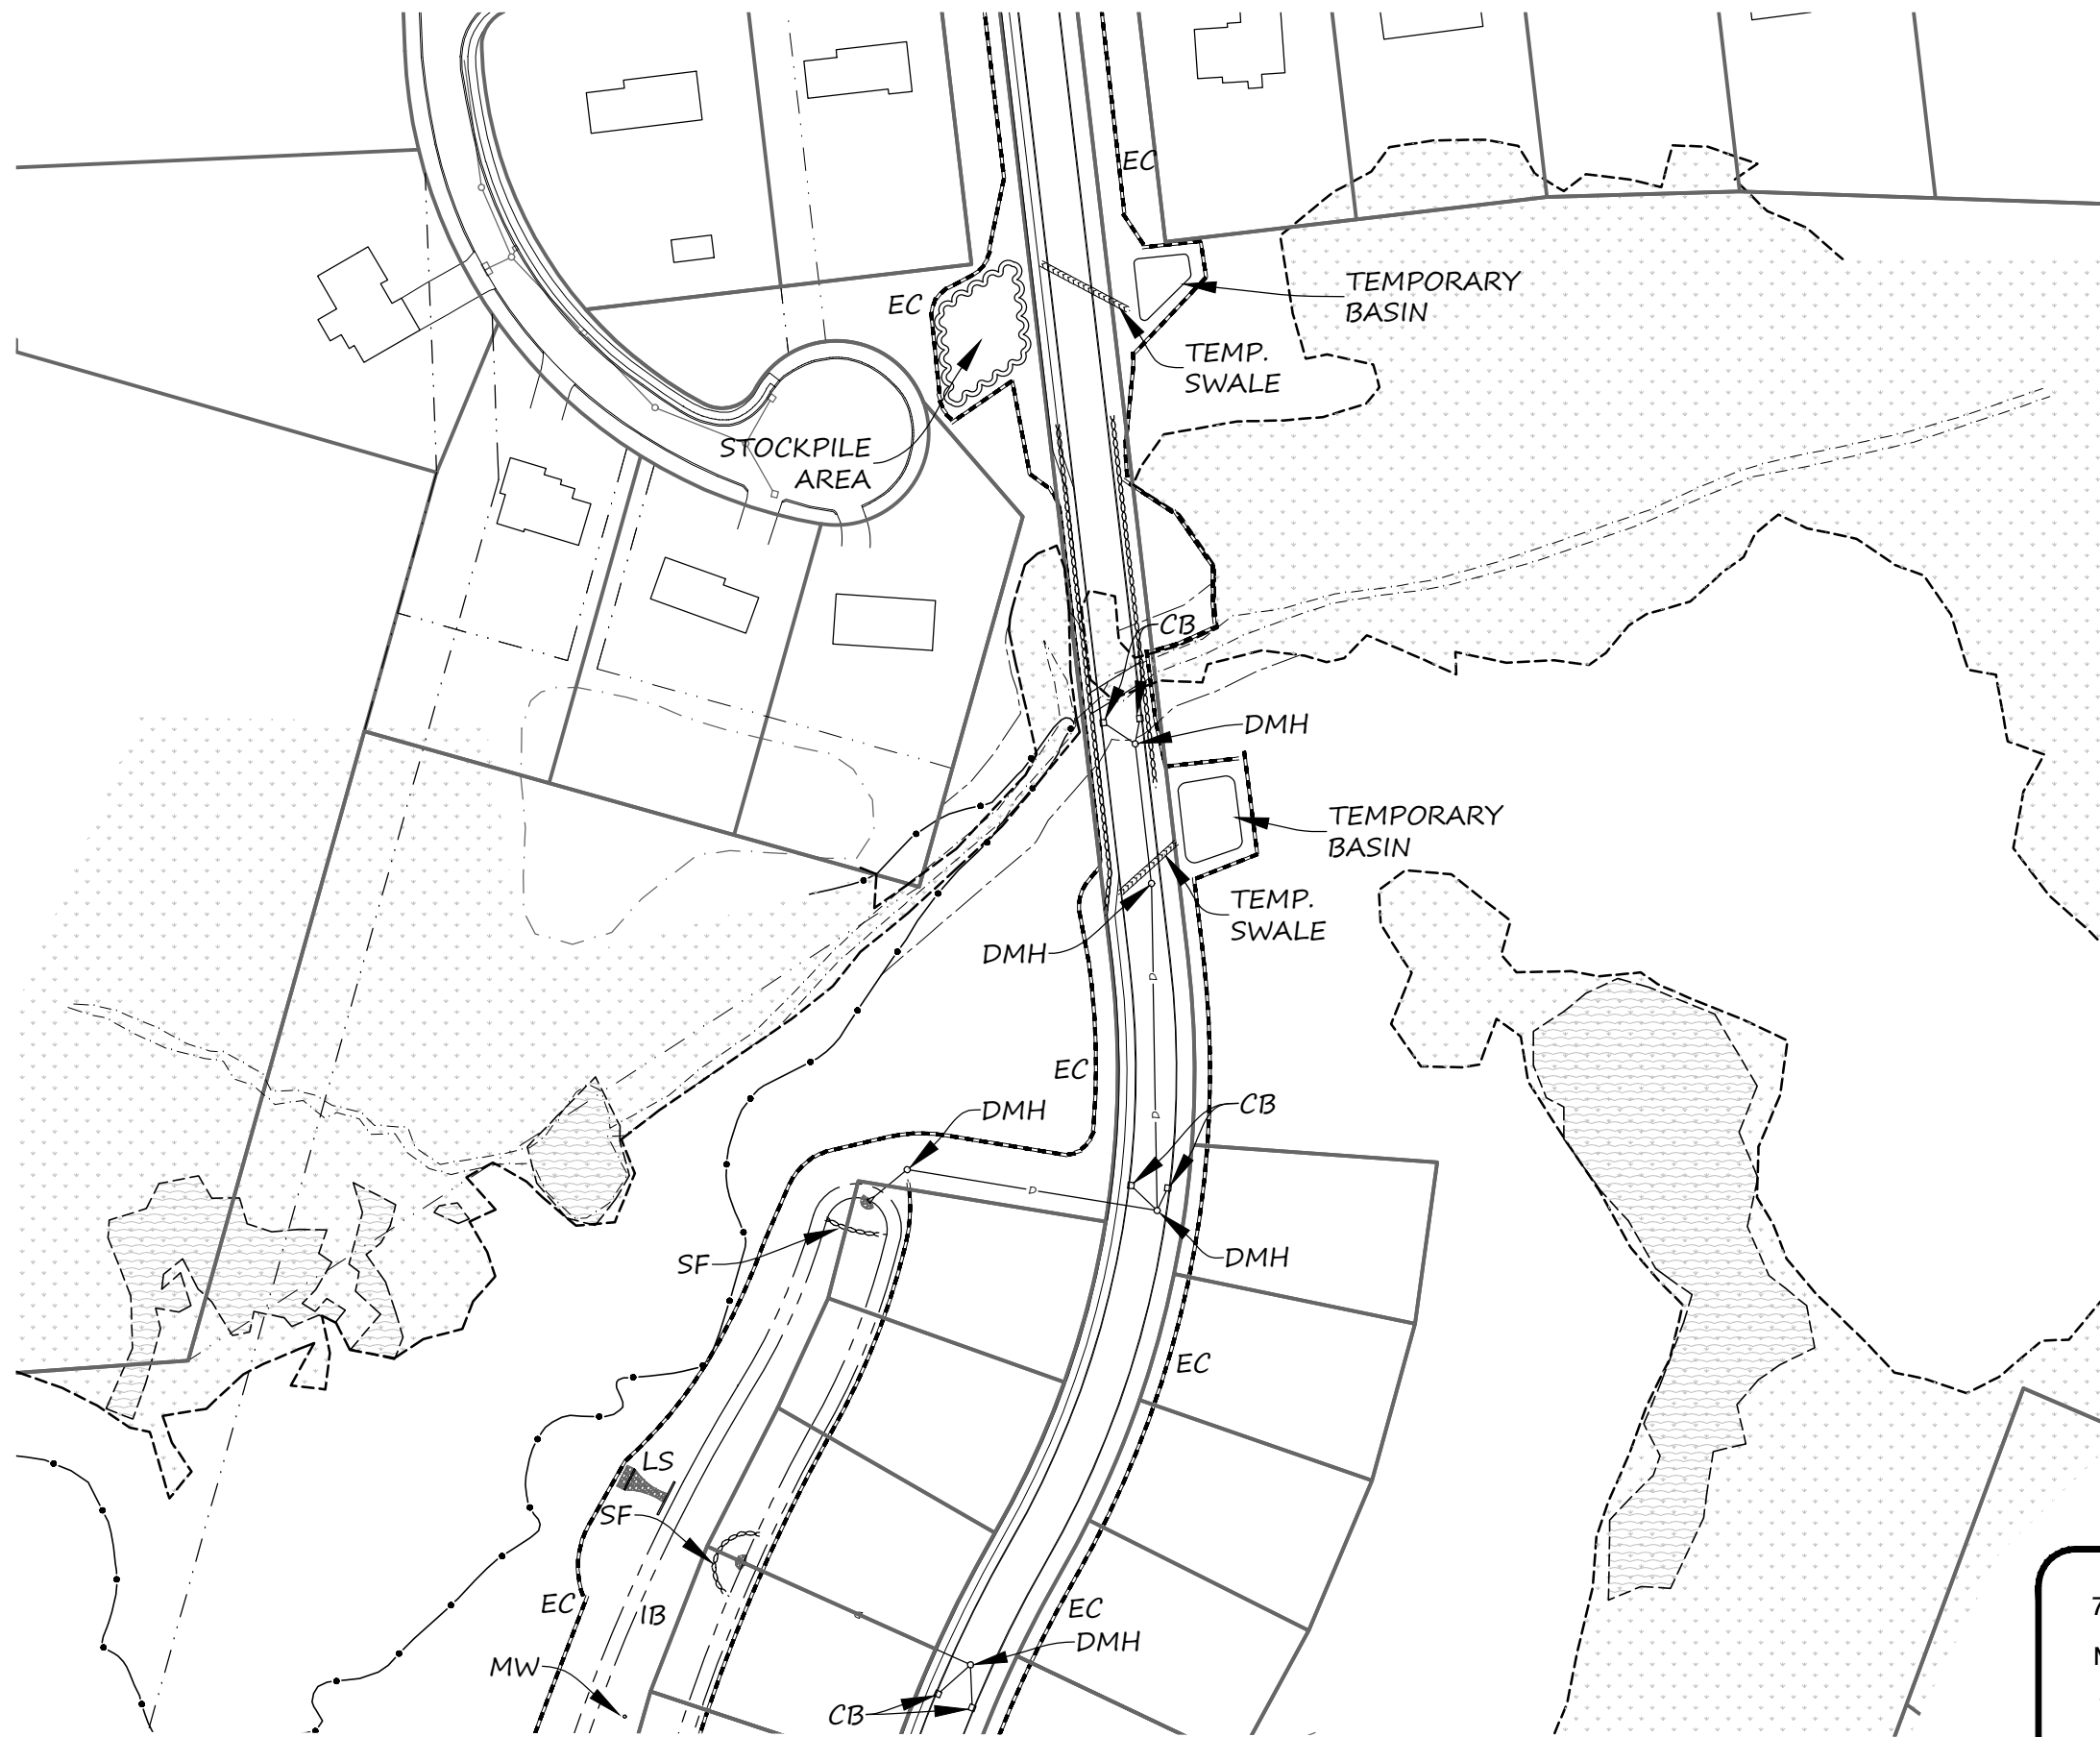 EC
TEMPORARY
BASIN
EC
TEMP.
SWALE
STOCKPILE
AREA
CB
DMH
TEMPORARY
BASIN
TEMP.
SWALE
DMH
D
EC
DMH
CB
D
D
SF
DMH
EC
LS
SF
EC
IB
EC
DMH
MW
CB
7